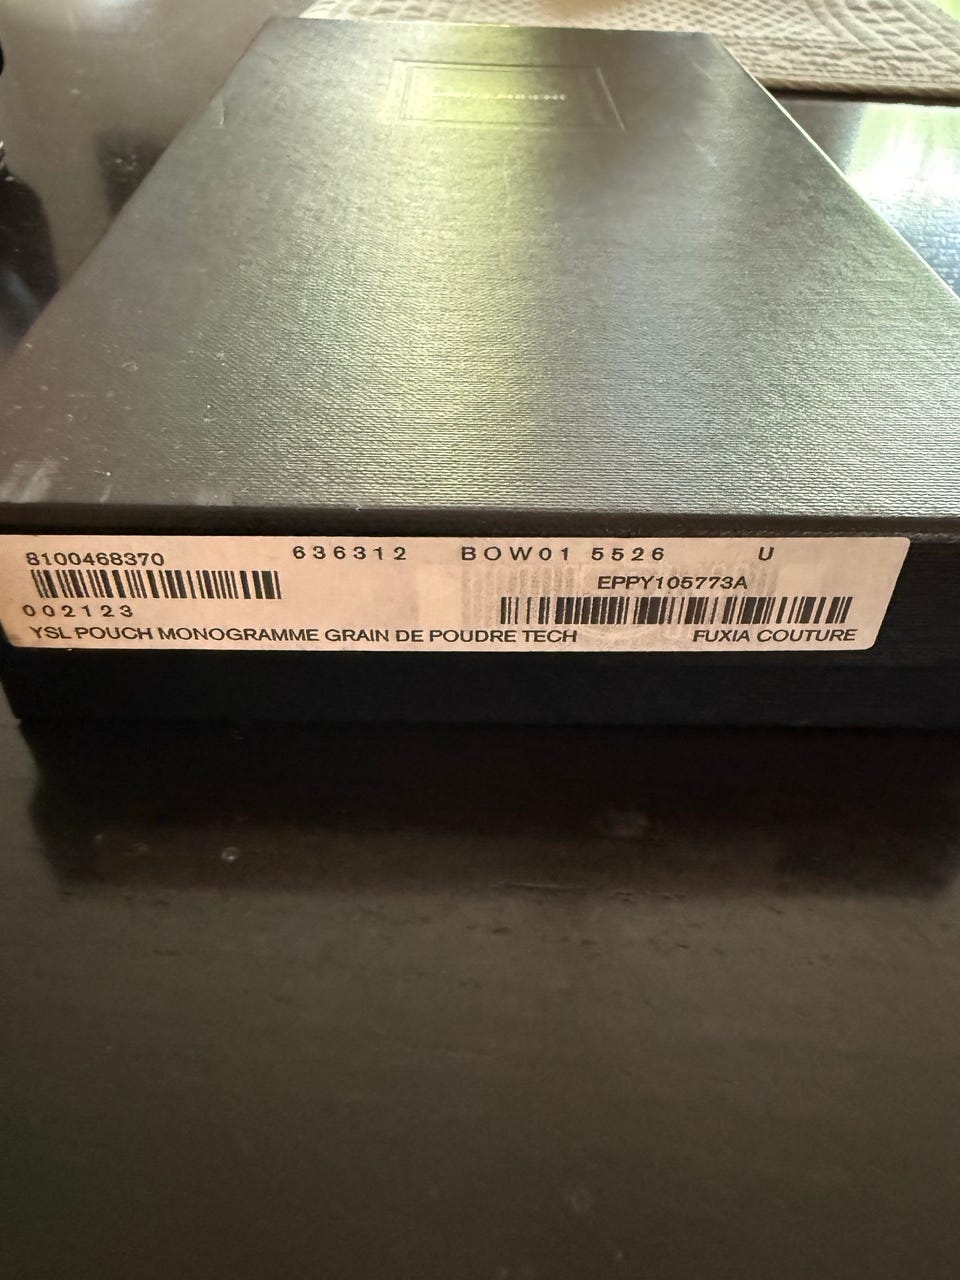 8100468370 636312 BOW01 5526 U
EPPY105773A
002123
YSL POUCH MONOGRAMME GRAIN DE POUDRE TECH FUXIA COUTURE